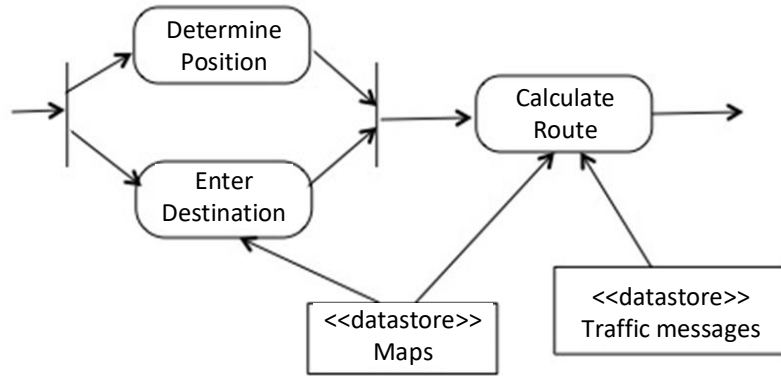 Determine
Position
Calculate
Route
Enter
Destination
<<datastore>>
Maps
<<datastore>>
Traffic messages